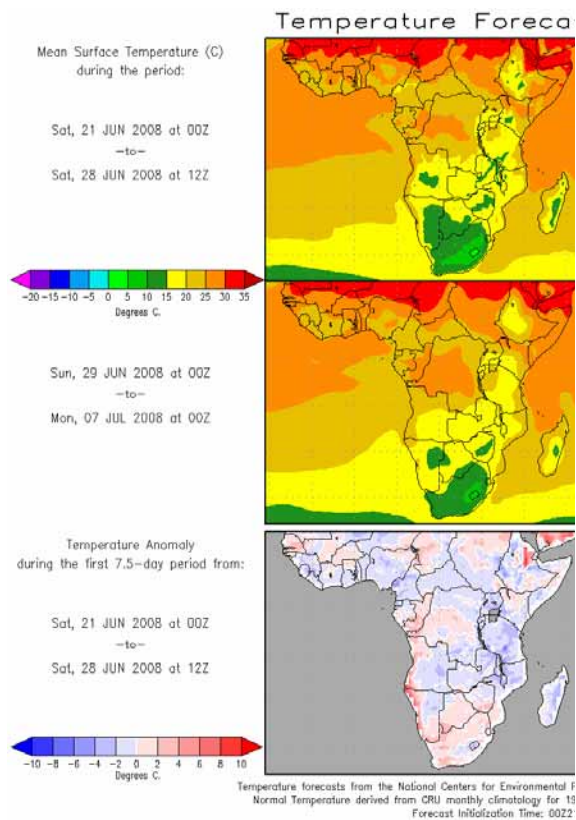 Temperature Foreca
Mean Surface Temperature (C)
during the period:
Sat, 21 JUN 2008 at 00Z
—to—
Sat, 28 JUN 2008 at 12Z
-20 -15 -10 -5 0 5 10 15 20 25 30 35
Degrees C.
Sun, 29 JUN 2008 at 00Z
—to—
Mon, 07 JUL 2008 at 00Z
Temperature Anomaly
during the first 7.5-day period from:
Sat, 21 JUN 2008 at 00Z
—to—
Sat, 28 JUN 2008 at 12Z
-10 -8 -6 -4 -2 0 2 4 6 8 10
Degrees C.
Temperature forecasts from the National Centers for Environmental P
Normal Temperature derived from CRU monthly climatology for 19
Forecast Initialization Time: 00Z2